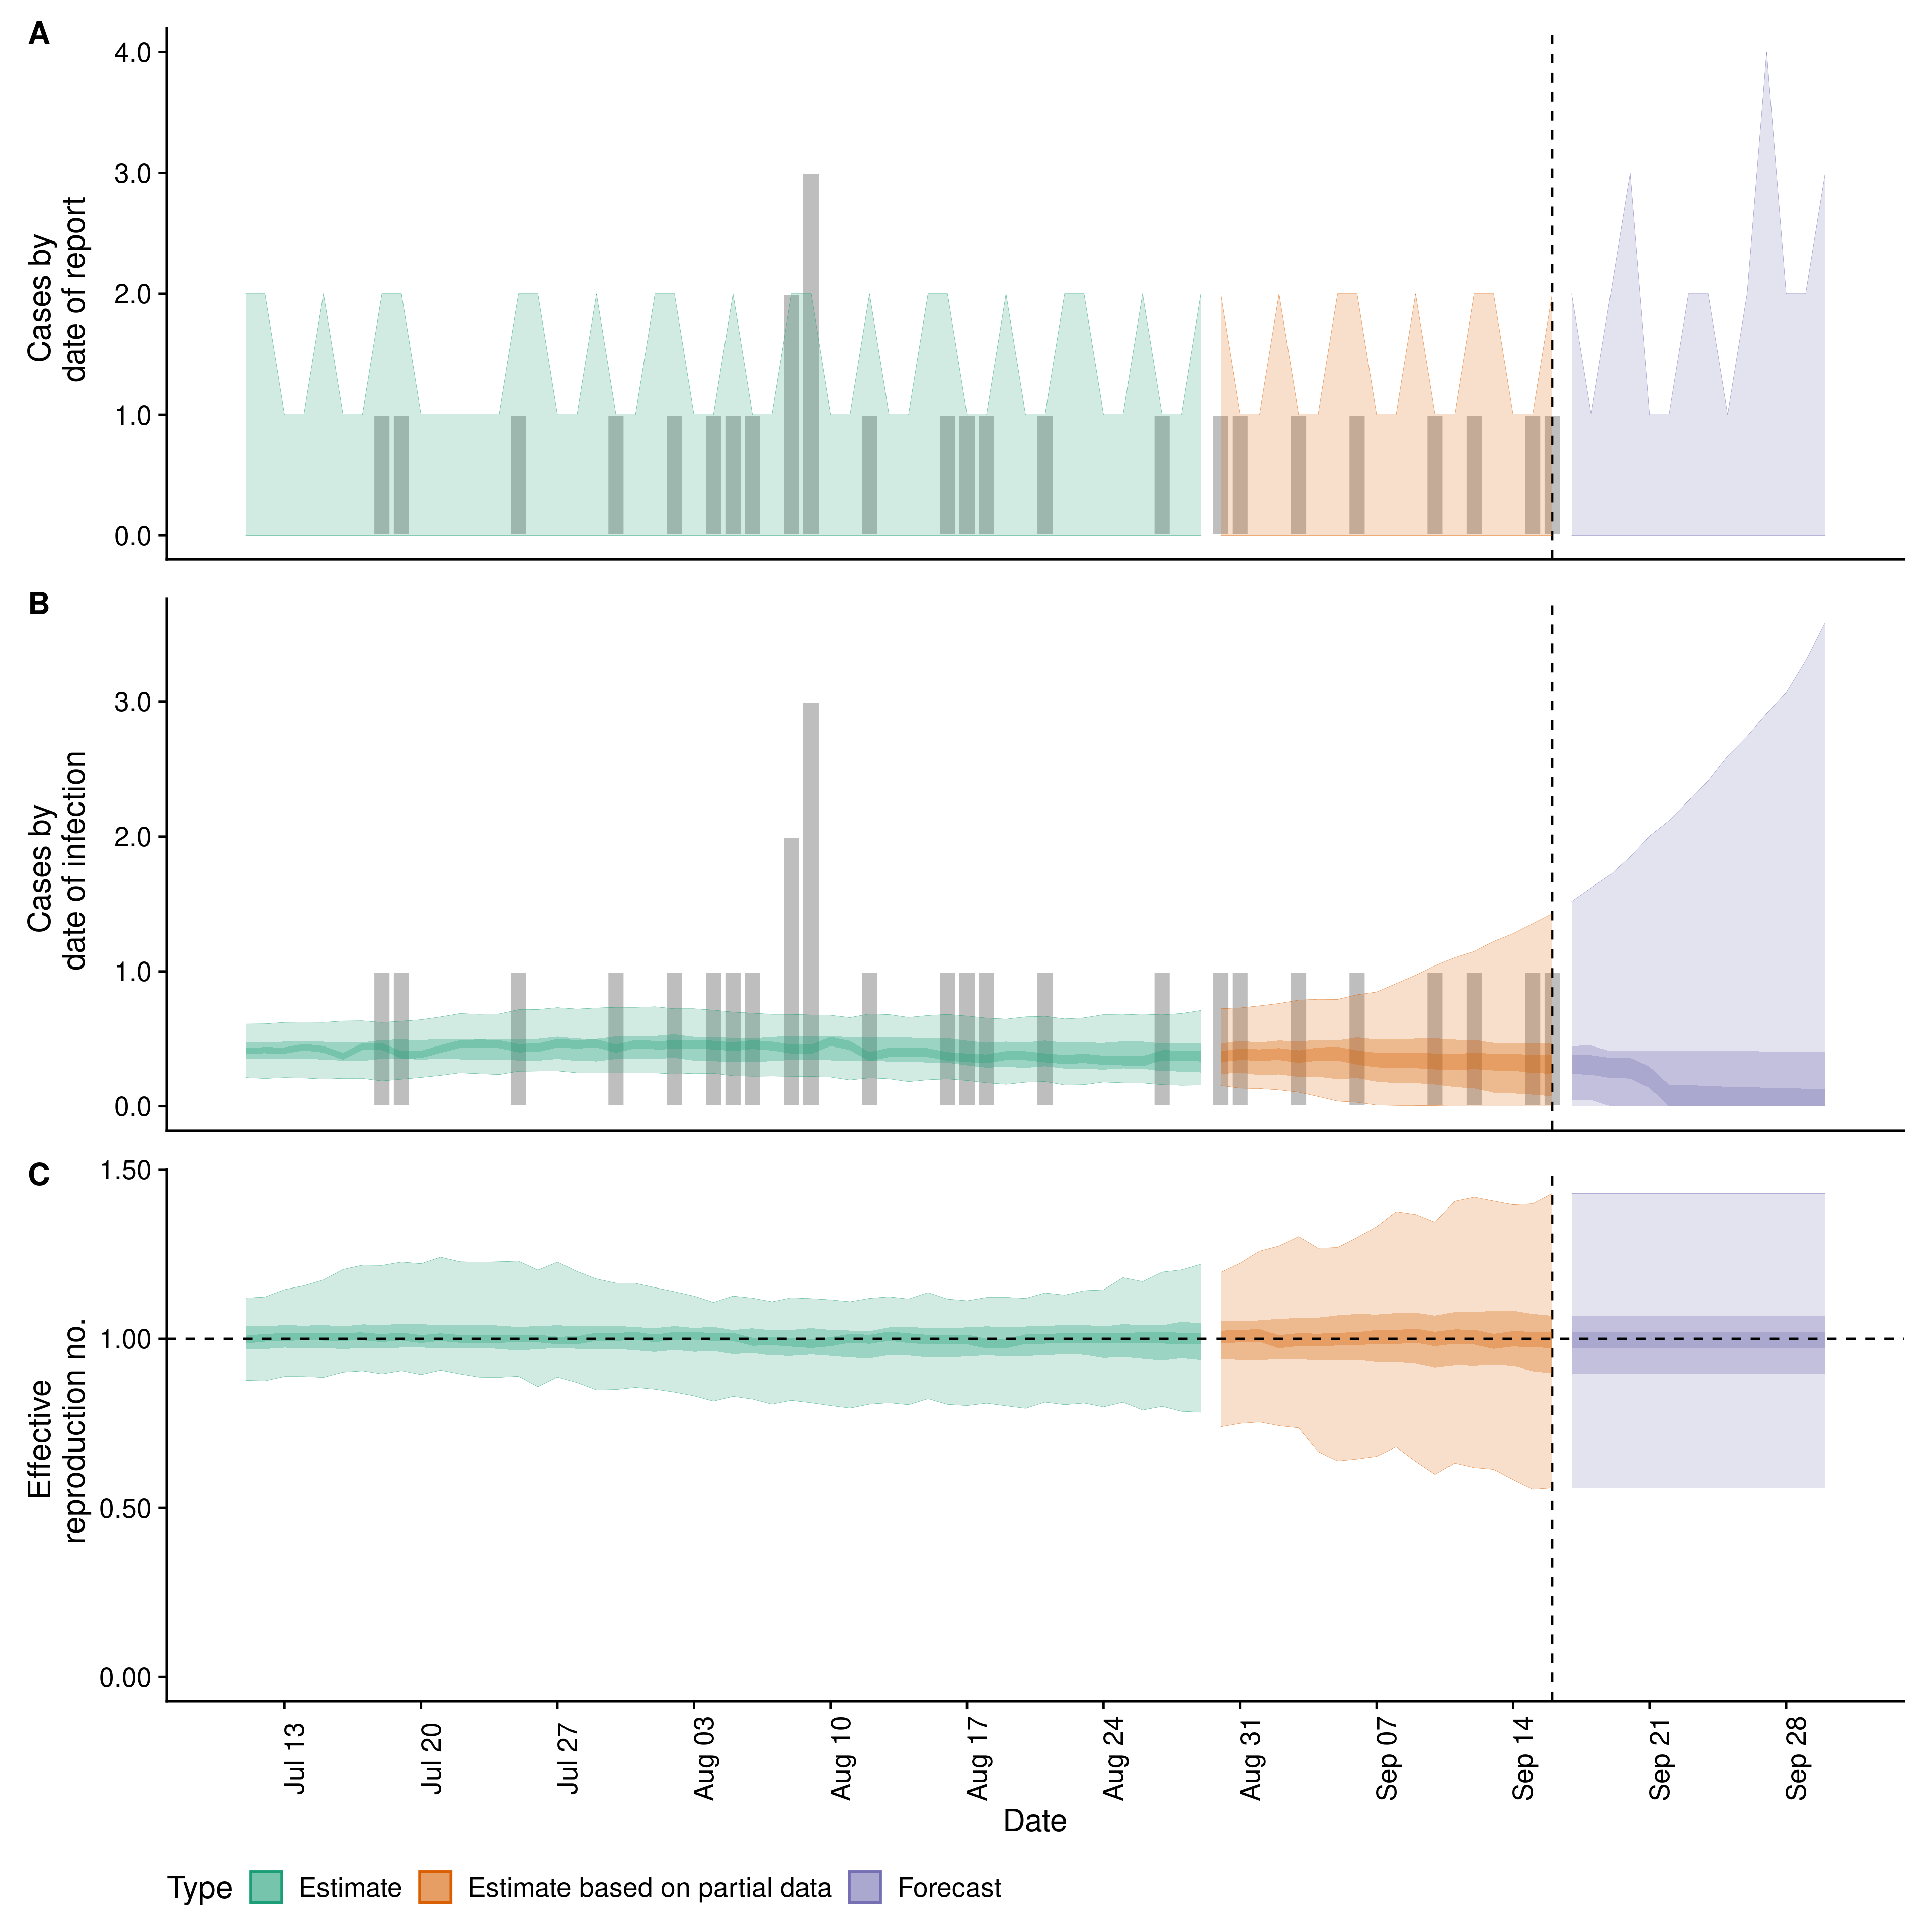 A
4.0
3.0
2.0
1.0
0.0
Cases by
date of report
B
3.0
2.0
1.0
0.0
Cases by
date of infection
C
1.50
1.00
0.50
0.00
Effective
reproduction no.
Jul 13
Jul 20
Jul 27
Aug 03
Aug 10
Aug 17
Aug 24
Aug 31
Sep 07
Sep 14
Sep 21
Sep 28
Date
Type
Estimate
Estimate based on partial data
Forecast